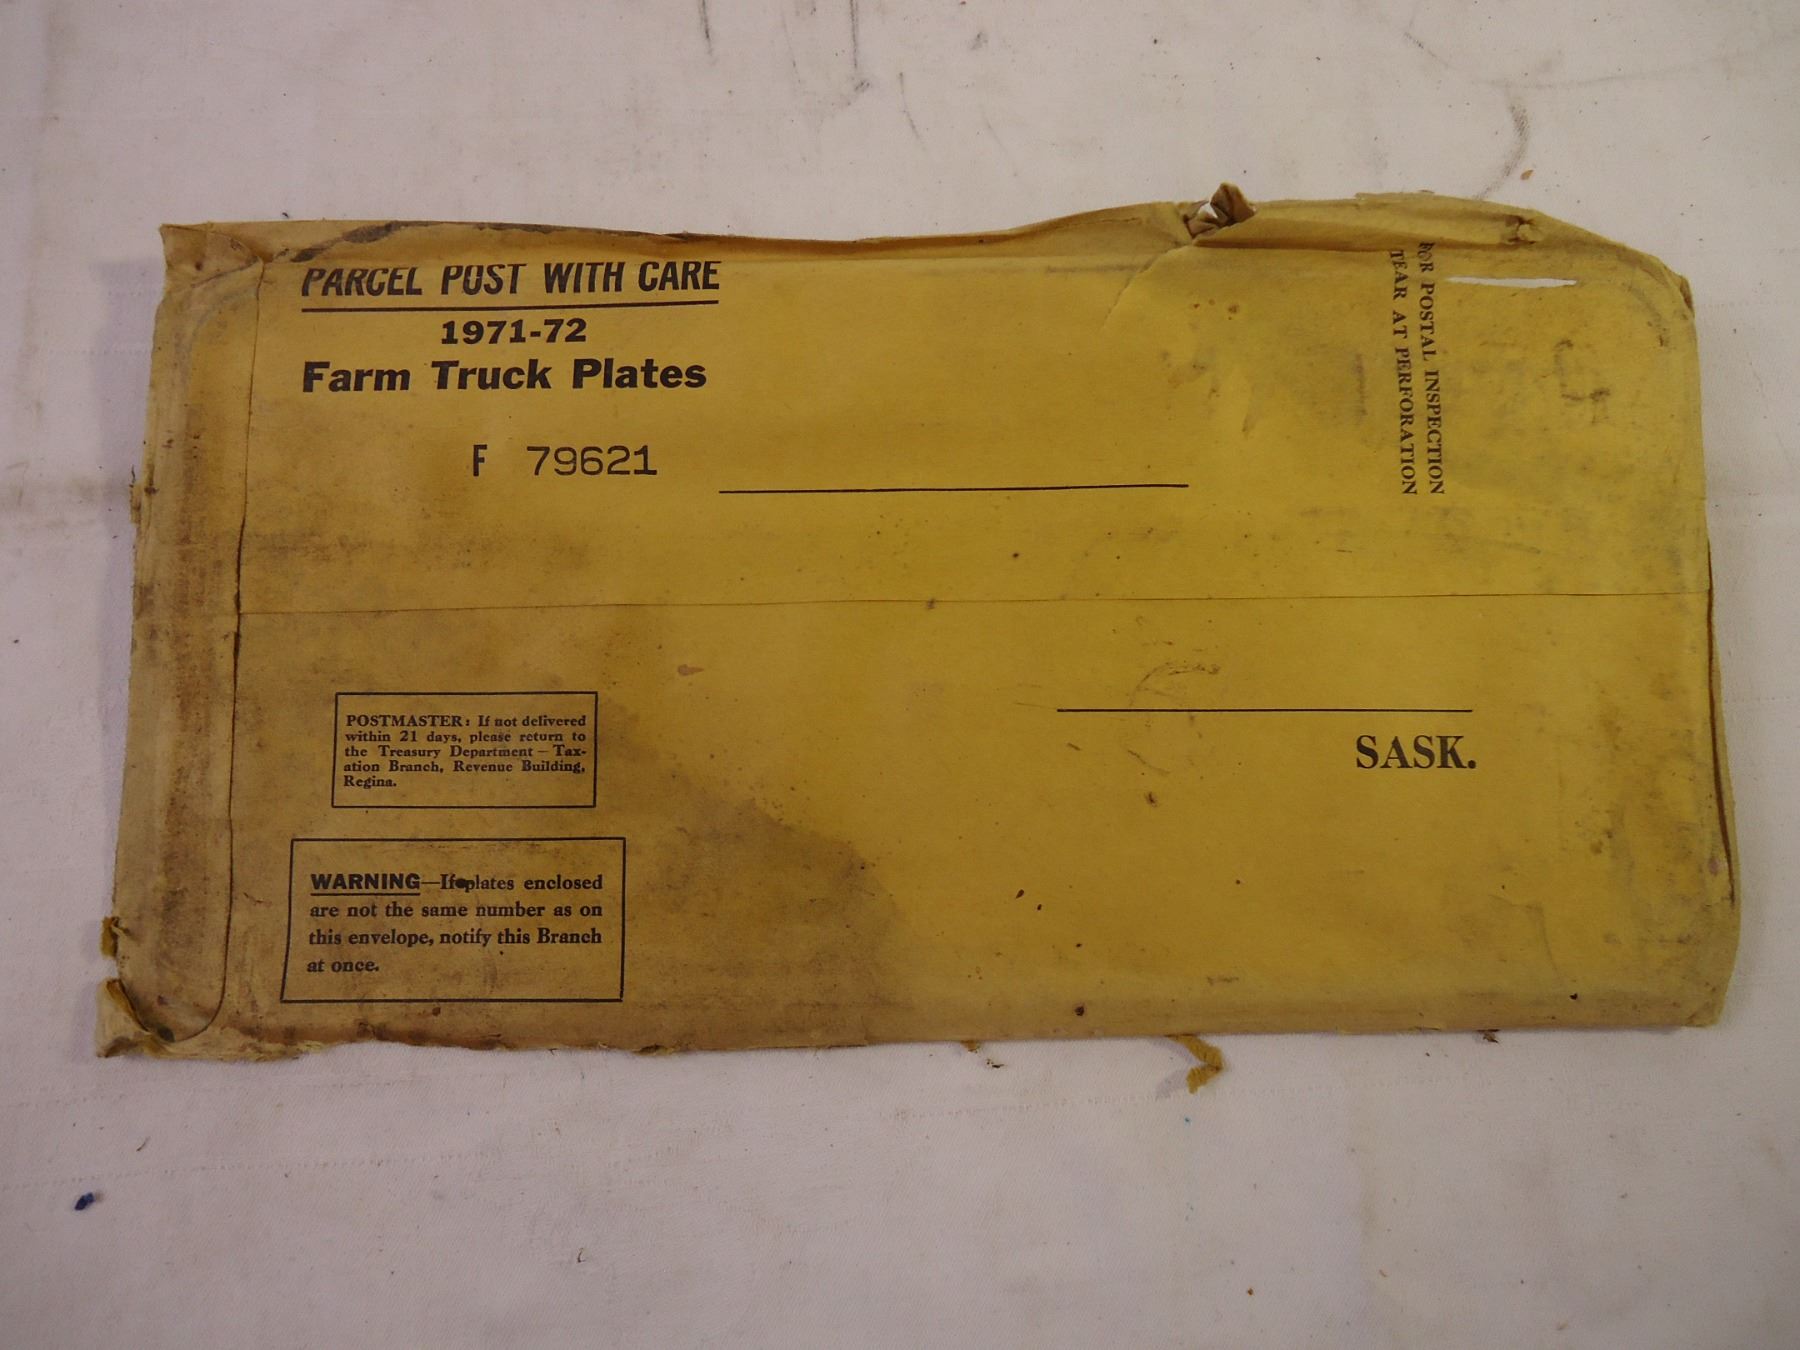 PARCEL POST WITH CARE
1971-72
Farm Truck Plates
F 79621
FOR POSTAL INSPECTION
TEAR AT PERFORATION
SASK.
POSTMASTER: If not delivered
within 21 days, please return to
the Treasury Department — Tax-
ation Branch, Revenue Building,
Regina.
WARNING—If plates enclosed
are not the same number as on
this envelope, notify this Branch
at once.